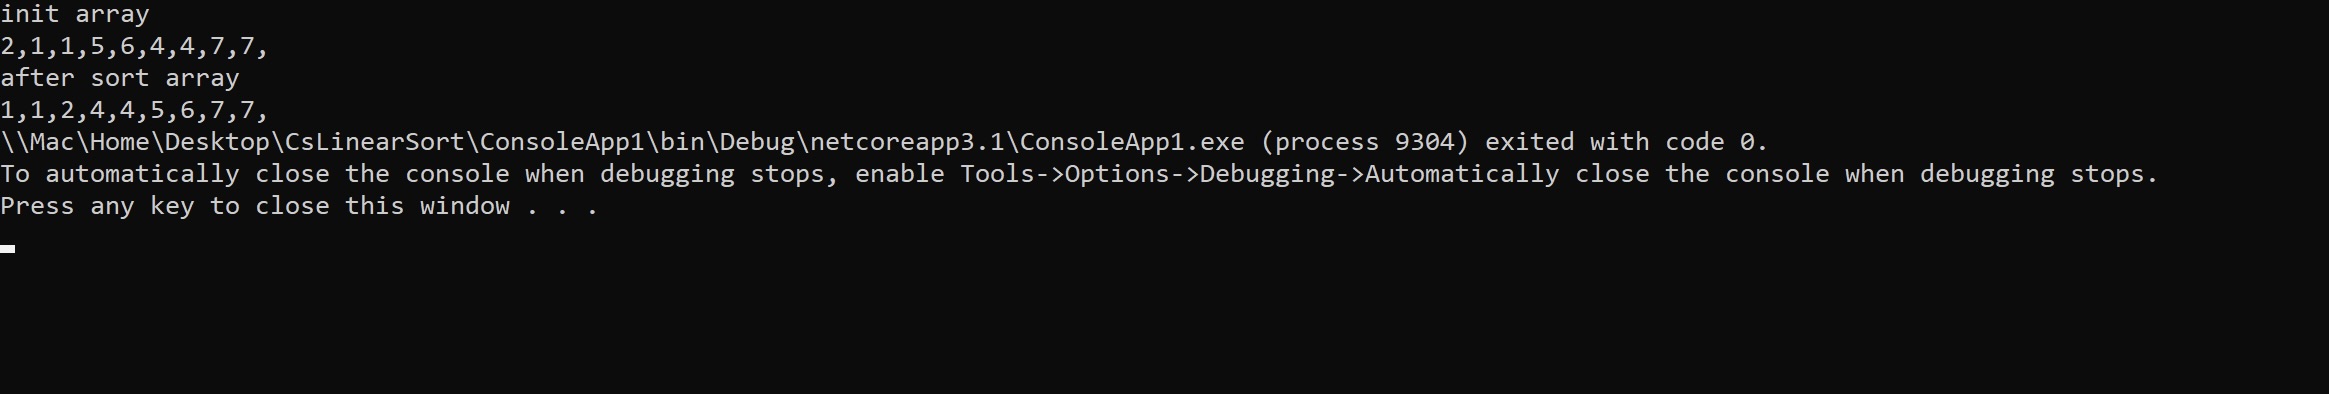 init array
2,1,1,5,6,4,4,7,7,
after sort array
1,1,2,4,4,5,6,7,7,
\\Mac\Home\Desktop\CsLinearSort\ConsoleApp1\bin\Debug\netcoreapp3.1\ConsoleApp1.exe (process 9304) exited with code 0.
To automatically close the console when debugging stops, enable Tools->Options->Debugging->Automatically close the console when debugging stops.
Press any key to close this window . . .